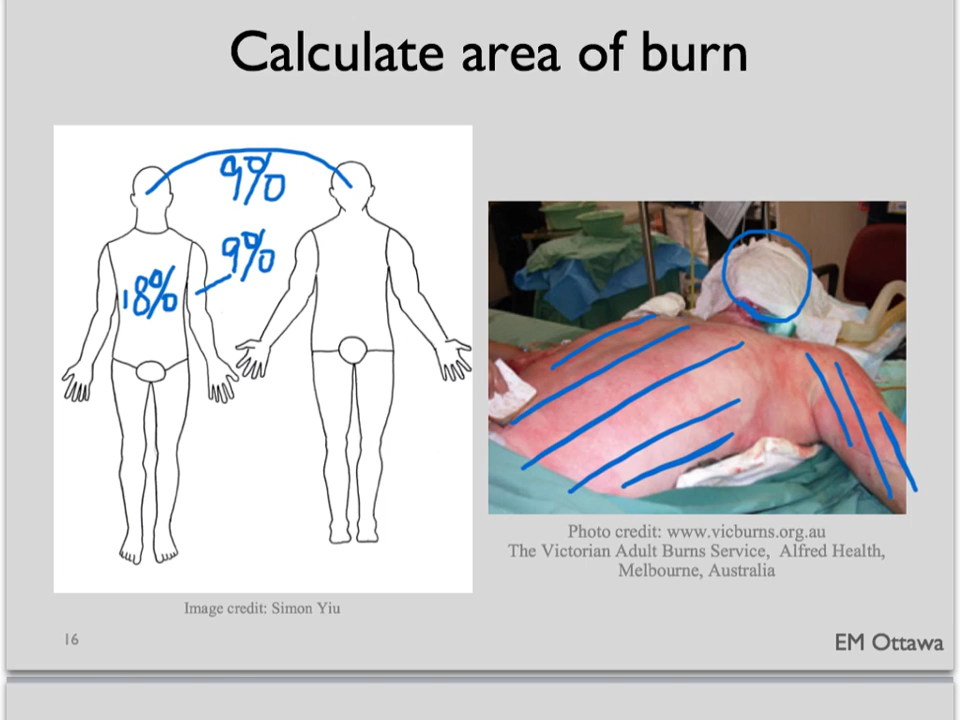 Calculate area of burn
9%
9%
18%
Photo credit: www.vicburns.org.au
The Victorian Adult Burns Service, Alfred Health,
Melbourne, Australia
Image credit: Simon Yiu
16
EM Ottawa